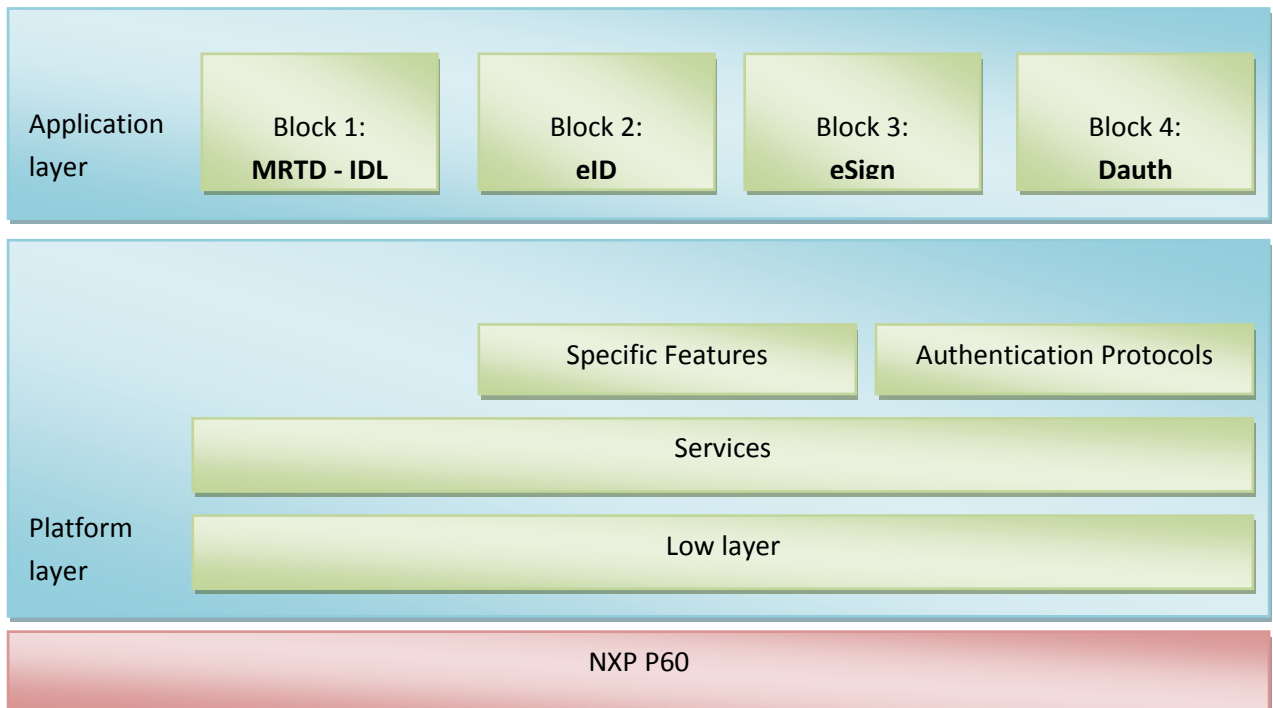 Application
layer
Block 1:
MRTD - IDL
Block 2:
eID
Block 3:
eSign
Block 4:
Dauth
Specific Features
Authentication Protocols
Services
Platform
layer
Low layer
NXP P60